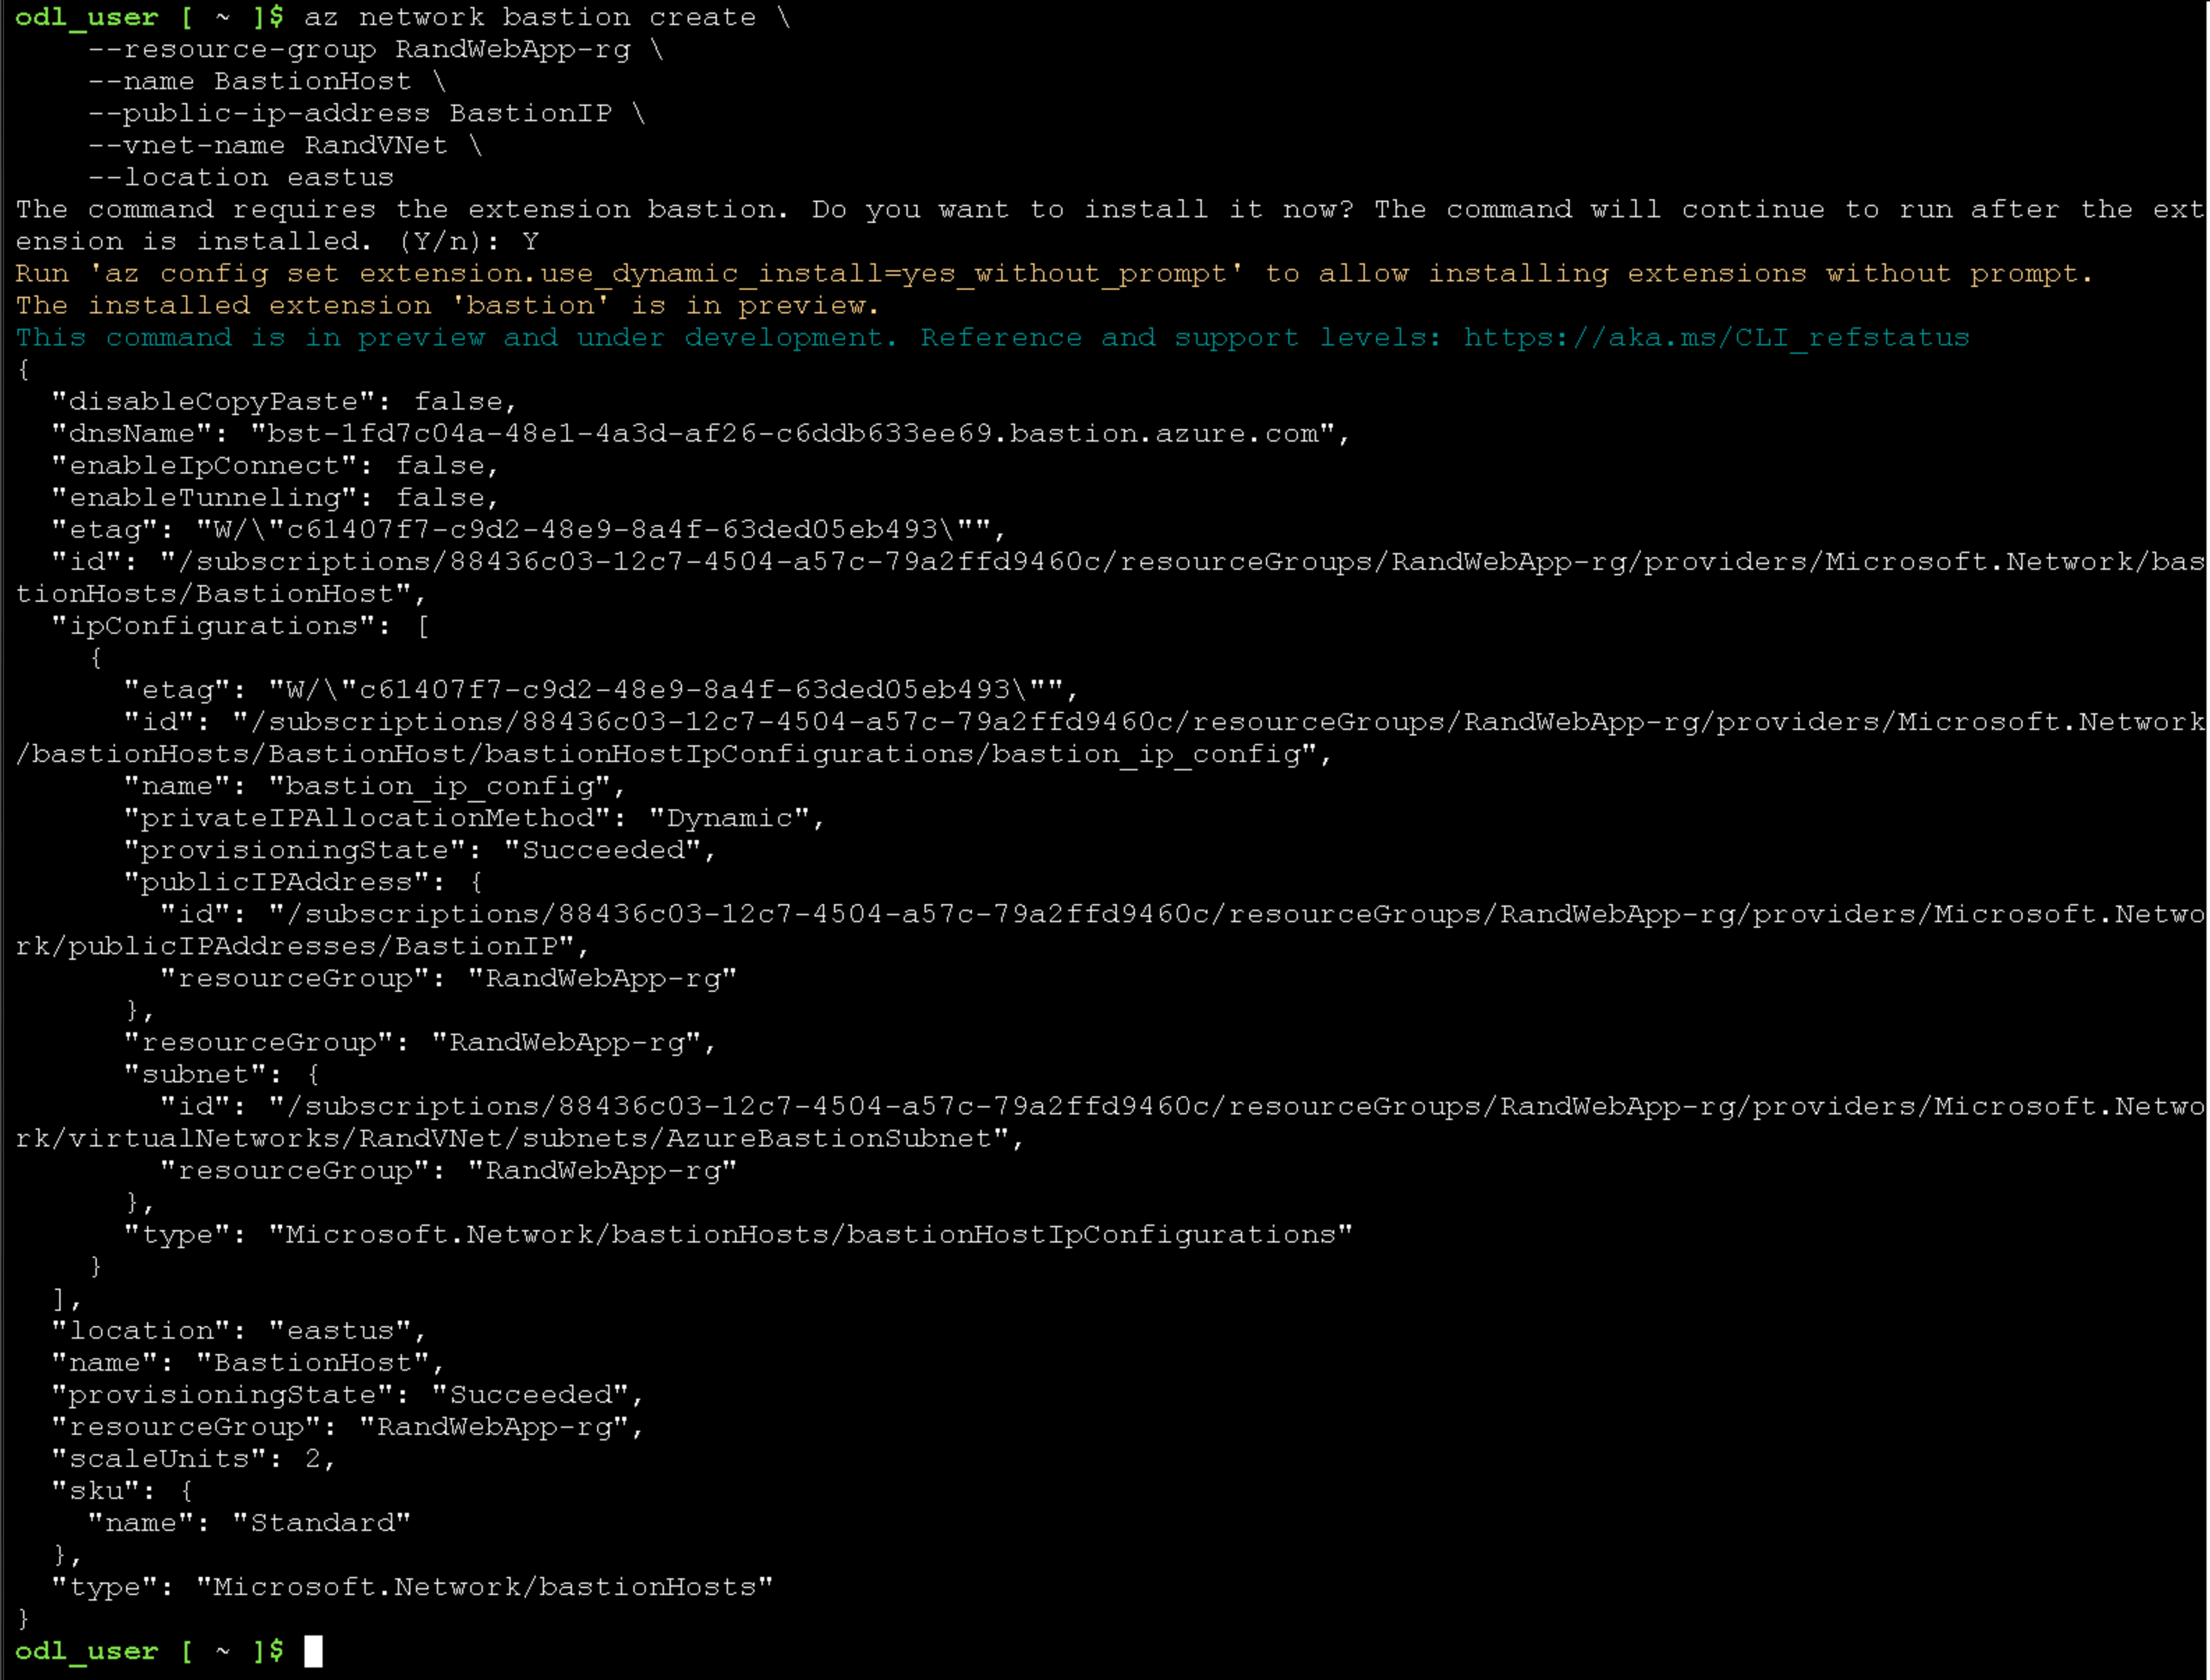 odl_user [ ~ ]$ az network bastion create \
    --resource-group RandWebApp-rg \
    --name BastionHost \
    --public-ip-address BastionIP \
    --vnet-name RandVNet \
    --location eastus
The command requires the extension bastion. Do you want to install it now? The command will continue to run after the ext
ension is installed. (Y/n): Y
Run 'az config set extension.use_dynamic_install=yes_without_prompt' to allow installing extensions without prompt.
The installed extension 'bastion' is in preview.
This command is in preview and under development. Reference and support levels: https://aka.ms/CLI_refstatus
{
  "disableCopyPaste": false,
  "dnsName": "bst-1fd7c04a-48e1-4a3d-af26-c6ddb633ee69.bastion.azure.com",
  "enableIpConnect": false,
  "enableTunneling": false,
  "etag": "W/\"c61407f7-c9d2-48e9-8a4f-63ded05eb493\"",
  "id": "/subscriptions/88436c03-12c7-4504-a57c-79a2ffd9460c/resourceGroups/RandWebApp-rg/providers/Microsoft.Network/bas
tionHosts/BastionHost",
  "ipConfigurations": [
    {
      "etag": "W/\"c61407f7-c9d2-48e9-8a4f-63ded05eb493\"",
      "id": "/subscriptions/88436c03-12c7-4504-a57c-79a2ffd9460c/resourceGroups/RandWebApp-rg/providers/Microsoft.Network
/bastionHosts/BastionHost/bastionHostIpConfigurations/bastion_ip_config",
      "name": "bastion_ip_config",
      "privateIPAllocationMethod": "Dynamic",
      "provisioningState": "Succeeded",
      "publicIPAddress": {
        "id": "/subscriptions/88436c03-12c7-4504-a57c-79a2ffd9460c/resourceGroups/RandWebApp-rg/providers/Microsoft.Netwo
rk/publicIPAddresses/BastionIP",
        "resourceGroup": "RandWebApp-rg"
      },
      "resourceGroup": "RandWebApp-rg",
      "subnet": {
        "id": "/subscriptions/88436c03-12c7-4504-a57c-79a2ffd9460c/resourceGroups/RandWebApp-rg/providers/Microsoft.Netwo
rk/virtualNetworks/RandVNet/subnets/AzureBastionSubnet",
        "resourceGroup": "RandWebApp-rg"
      },
      "type": "Microsoft.Network/bastionHosts/bastionHostIpConfigurations"
    }
  ],
  "location": "eastus",
  "name": "BastionHost",
  "provisioningState": "Succeeded",
  "resourceGroup": "RandWebApp-rg",
  "scaleUnits": 2,
  "sku": {
    "name": "Standard"
  },
  "type": "Microsoft.Network/bastionHosts"
}
odl_user [ ~ ]$